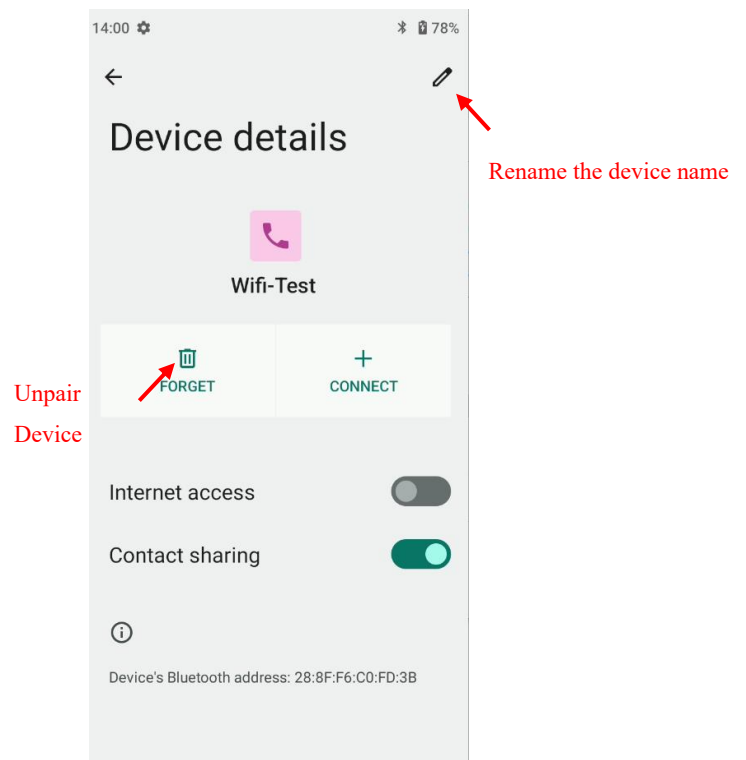 14:00 78%
Device details
Rename the device name
Wifi-Test
FORGET CONNECT
Unpair
Device
Internet access
Contact sharing
Device's Bluetooth address: 28:8F:F6:C0:FD:3B